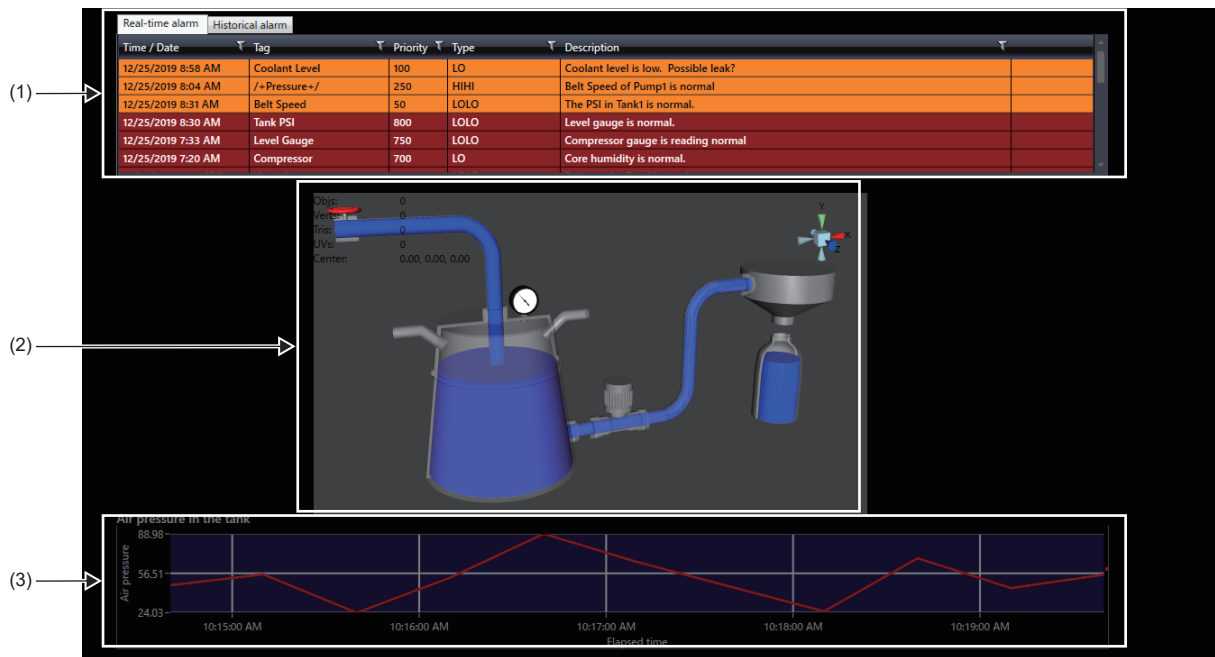 Real-time alarm Historical alarm
Time / Date Tag Priority Type Description
12/25/2019 8:58 AM Coolant Level 100 LO Coolant level is low. Possible leak?
12/25/2019 8:04 AM /+Pressure+/ 250 HIHI Belt Speed of Pump1 is normal
12/25/2019 8:31 AM Belt Speed 50 LOLO The PSI in Tank1 is normal.
12/25/2019 8:30 AM Tank PSI 800 LOLO Level gauge is normal.
12/25/2019 7:33 AM Level Gauge 750 LOLO Compressor gauge is reading normal
12/25/2019 7:20 AM Compressor 700 LO Core humidity is normal.
(1)
Objs: 0
Verts: 0
Tris: 0
UVs: 0
Center: 0.00, 0.00, 0.00
Y
X
Z
(2)
Air pressure in the tank
88.98
56.51
24.03
Air pressure
10:15:00 AM 10:16:00 AM 10:17:00 AM 10:18:00 AM 10:19:00 AM
Elapsed time
(3)